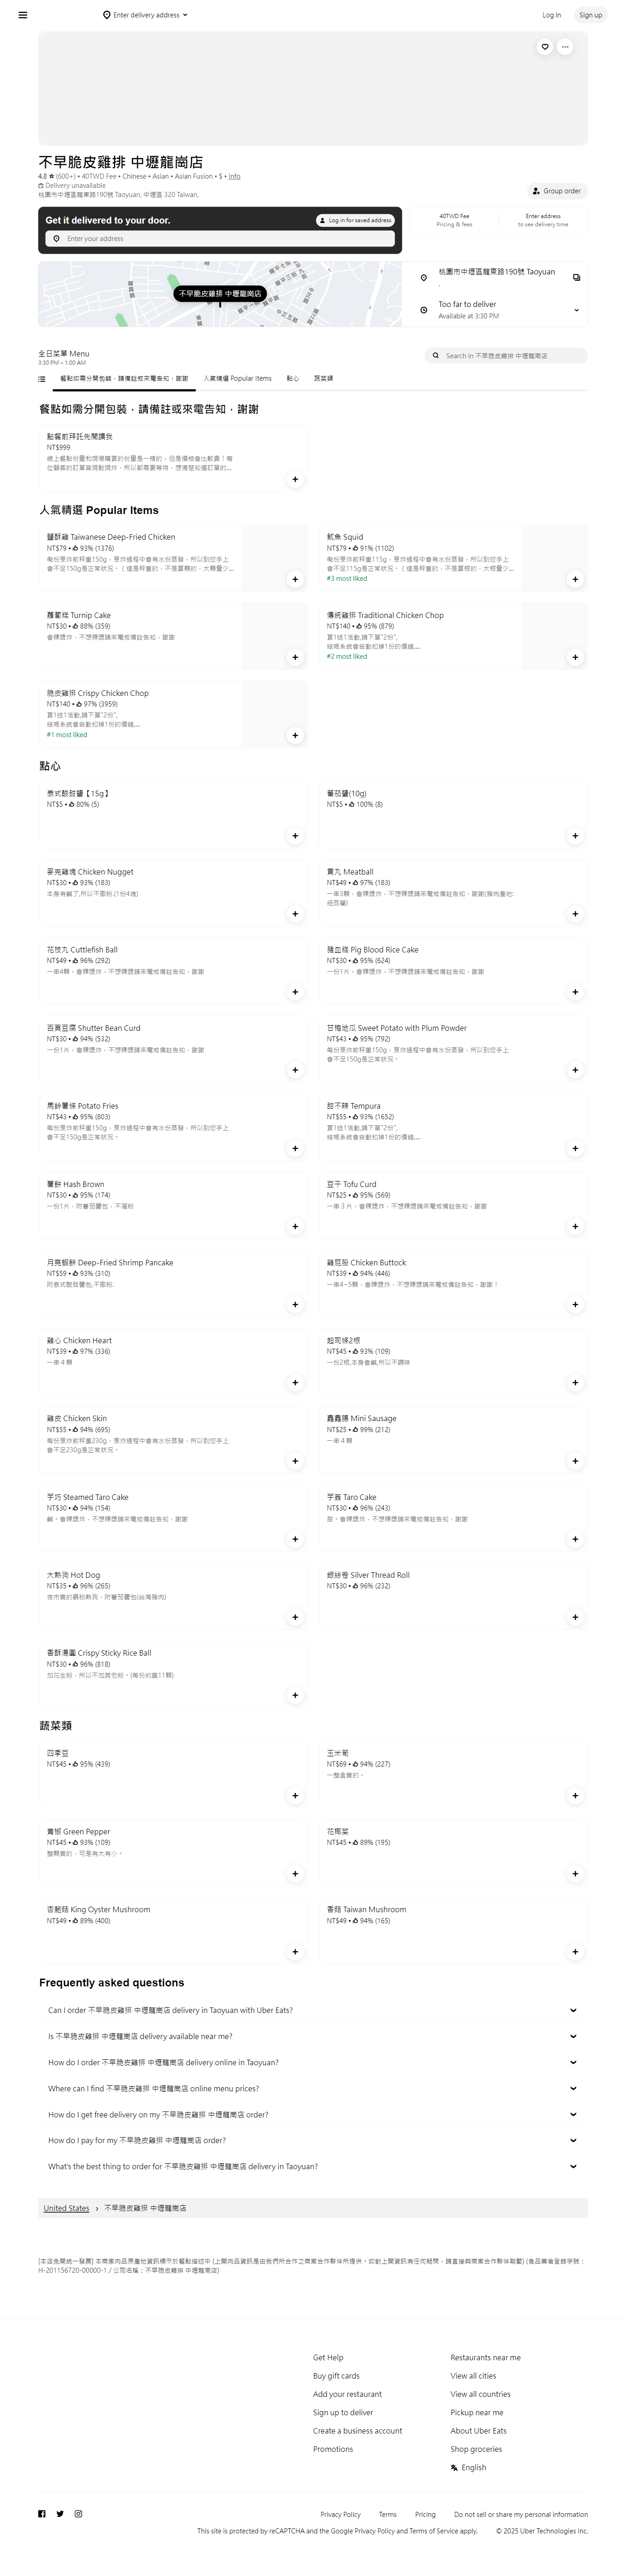 Enter delivery address
Log in
Sign up
不早脆皮雞排 中壢龍崗店
4.8 (600+) • 40TWD Fee • Chinese • Asian • Asian Fusion • $ • Info
Delivery unavailable
桃園市中壢區龍東路190號 Taoyuan, 中壢區 320 Taiwan,
Group order
Get it delivered to your door.
Log in for saved address
Enter your address
40TWD Fee
Pricing & fees
Enter address
to see delivery time
不早脆皮雞排 中壢龍崗店
桃園市中壢區龍東路190號 Taoyuan
,
Too far to deliver
Available at 3:30 PM
全日菜單 Menu
3:30 PM – 1:00 AM
Search in 不早脆皮雞排 中壢龍崗店
餐點如需分開包裝，請備註或來電告知，謝謝
人氣精選 Popular Items
點心
蔬菜類
餐點如需分開包裝，請備註或來電告知，謝謝
點餐前拜託先閱讀我
NT$999
線上餐點份量和現場購買的份量是一樣的，但是價格會比較貴！每
位顧客的訂單皆現點現炸，所以都需要等待，想清楚知道訂單的...
人氣精選 Popular Items
鹽酥雞 Taiwanese Deep-Fried Chicken
NT$79 • 93% (1376)
每份烹炸前秤重150g，烹炸過程中會有水份蒸發，所以到您手上
會不足150g是正常狀況。（這是秤重的，不是算顆的，大顆量少...
魷魚 Squid
NT$79 • 91% (1102)
每份烹炸前秤重115g，烹炸過程中會有水份蒸發，所以到您手上
會不足115g是正常狀況。（這是秤重的，不是算根的，大根量少...
#3 most liked
蘿蔔糕 Turnip Cake
NT$30 • 88% (359)
會裸漿炸，不想裸漿請來電或備註告知，謝謝
傳統雞排 Traditional Chicken Chop
NT$140 • 95% (879)
買1送1活動,請下單"2份",
結帳系統會自動扣掉1份的價錢,...
#2 most liked
脆皮雞排 Crispy Chicken Chop
NT$140 • 97% (3959)
買1送1活動,請下單"2份",
結帳系統會自動扣掉1份的價錢,...
#1 most liked
點心
泰式酸甜醬【15g】
NT$5 • 80% (5)
蕃茄醬(10g)
NT$5 • 100% (8)
麥克雞塊 Chicken Nugget
NT$30 • 93% (183)
本身有鹹了,所以不灑粉.(1份4塊)
貢丸 Meatball
NT$49 • 97% (183)
一串3顆，會裸漿炸，不想裸漿請來電或備註告知，謝謝(豬肉產地:
紐西蘭)
花枝丸 Cuttlefish Ball
NT$49 • 96% (292)
一串4顆，會裸漿炸，不想裸漿請來電或備註告知，謝謝
豬血糕 Pig Blood Rice Cake
NT$30 • 95% (624)
一份1片，會裸漿炸，不想裸漿請來電或備註告知，謝謝
百頁豆腐 Shutter Bean Curd
NT$30 • 94% (532)
一份1片，會裸漿炸，不想裸漿請來電或備註告知，謝謝
甘梅地瓜 Sweet Potato with Plum Powder
NT$43 • 95% (792)
每份烹炸前秤重150g，烹炸過程中會有水份蒸發，所以到您手上
會不足150g是正常狀況。
馬鈴薯條 Potato Fries
NT$43 • 95% (803)
每份烹炸前秤重150g，烹炸過程中會有水份蒸發，所以到您手上
會不足150g是正常狀況。
甜不辣 Tempura
NT$55 • 93% (1652)
買1送1活動,請下單"2份",
結帳系統會自動扣掉1份的價錢,...
薯餅 Hash Brown
NT$30 • 95% (174)
一份1片，附蕃茄醬包，不灑粉
豆干 Tofu Curd
NT$25 • 95% (569)
一串３片，會裸漿炸，不想裸漿請來電或備註告知，謝謝
月亮蝦餅 Deep-Fried Shrimp Pancake
NT$59 • 93% (310)
附泰式酸甜醬包,不灑粉.
雞屁股 Chicken Buttock
NT$39 • 94% (446)
一串4~5顆，會裸漿炸，不想裸漿請來電或備註告知，謝謝！
雞心 Chicken Heart
NT$39 • 97% (336)
一串４顆
起司條2根
NT$45 • 93% (109)
一份2根,本身會鹹,所以不調味
雞皮 Chicken Skin
NT$55 • 94% (695)
每份烹炸前秤重230g，烹炸過程中會有水份蒸發，所以到您手上
會不足230g是正常狀況。
鑫鑫腸 Mini Sausage
NT$25 • 99% (212)
一串４顆
芋巧 Steamed Taro Cake
NT$30 • 94% (154)
鹹。會裸漿炸，不想裸漿請來電或備註告知，謝謝
芋簽 Taro Cake
NT$30 • 96% (243)
甜。會裸漿炸，不想裸漿請來電或備註告知，謝謝
大熱狗 Hot Dog
NT$35 • 96% (265)
夜市賣的裹粉熱狗，附蕃茄醬包(台灣豬肉)
銀絲卷 Silver Thread Roll
NT$30 • 96% (232)
香酥湯圓 Crispy Sticky Rice Ball
NT$30 • 96% (818)
加花生粉，所以不加其他粉。(每份約莫11顆)
蔬菜類
四季豆
NT$45 • 95% (439)
玉米筍
NT$69 • 94% (227)
一整盒賣的。
青椒 Green Pepper
NT$45 • 93% (109)
整顆賣的，可是有大有小。
花椰菜
NT$45 • 89% (195)
杏鮑菇 King Oyster Mushroom
NT$49 • 89% (400)
香菇 Taiwan Mushroom
NT$49 • 94% (165)
Frequently asked questions
Can I order 不早脆皮雞排 中壢龍崗店 delivery in Taoyuan with Uber Eats?
Is 不早脆皮雞排 中壢龍崗店 delivery available near me?
How do I order 不早脆皮雞排 中壢龍崗店 delivery online in Taoyuan?
Where can I find 不早脆皮雞排 中壢龍崗店 online menu prices?
How do I get free delivery on my 不早脆皮雞排 中壢龍崗店 order?
How do I pay for my 不早脆皮雞排 中壢龍崗店 order?
What's the best thing to order for 不早脆皮雞排 中壢龍崗店 delivery in Taoyuan?
United States
不早脆皮雞排 中壢龍崗店
[本店免開統一發票] 本商家肉品原產地資訊標示於餐點描述中 (上開肉品資訊是由我們所合作之商家合作夥伴所提供。如對上開資訊有任何疑問，請直接與商家合作夥伴聯繫) (食品業者登錄字號：
H-201156720-00000-1 / 公司名稱：不早脆皮雞排 中壢龍崗店)
Get Help
Buy gift cards
Add your restaurant
Sign up to deliver
Create a business account
Promotions
Restaurants near me
View all cities
View all countries
Pickup near me
About Uber Eats
Shop groceries
English
Privacy Policy
Terms
Pricing
Do not sell or share my personal information
This site is protected by reCAPTCHA and the Google Privacy Policy and Terms of Service apply.
© 2025 Uber Technologies Inc.